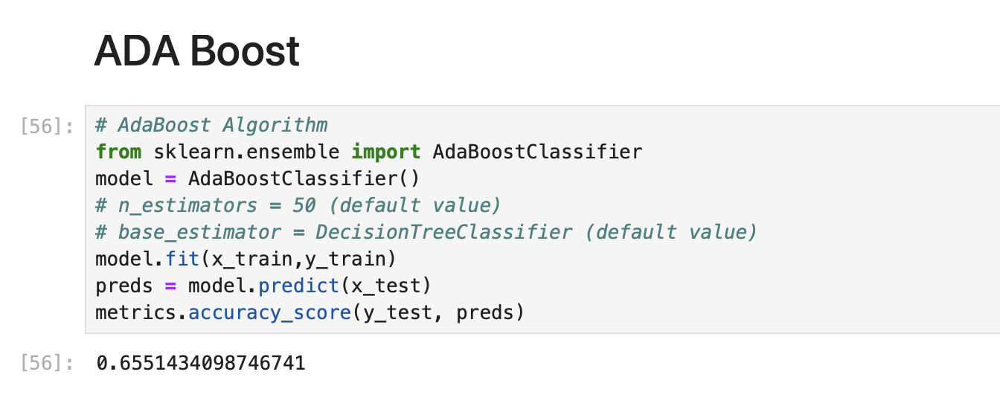 ADA Boost
[56]:
# AdaBoost Algorithm
from sklearn.ensemble import AdaBoostClassifier
model = AdaBoostClassifier()
# n_estimators = 50 (default value)
# base_estimator = DecisionTreeClassifier (default value)
model.fit(x_train,y_train)
preds = model.predict(x_test)
metrics.accuracy_score(y_test, preds)
[56]: 0.6551434098746741